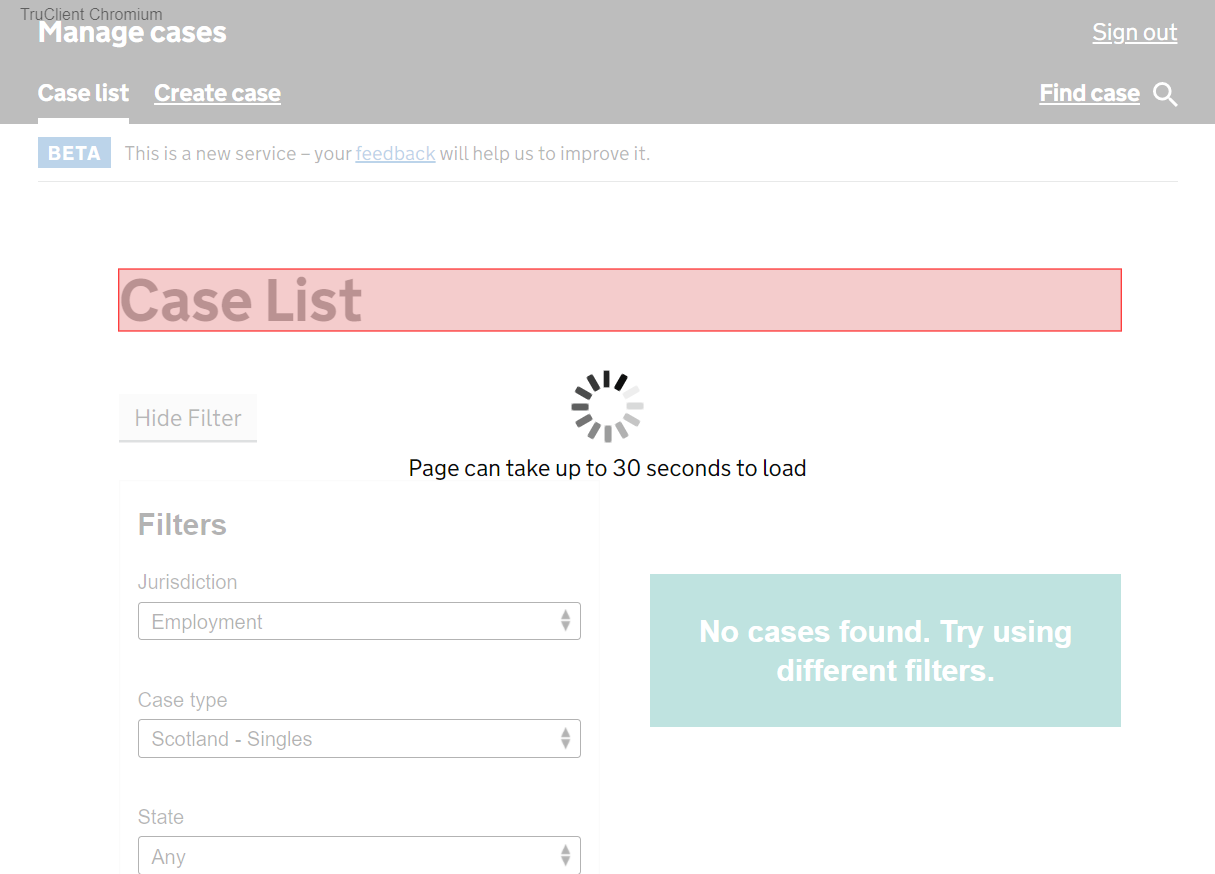 TruClient Chromium
Manage cases
Sign out
Case list
Create case
Find case
BETA
This is a new service – your feedback will help us to improve it.
Case List
Hide Filter
Page can take up to 30 seconds to load
Filters
Jurisdiction
Employment
Case type
Scotland - Singles
State
Any
No cases found. Try using
different filters.